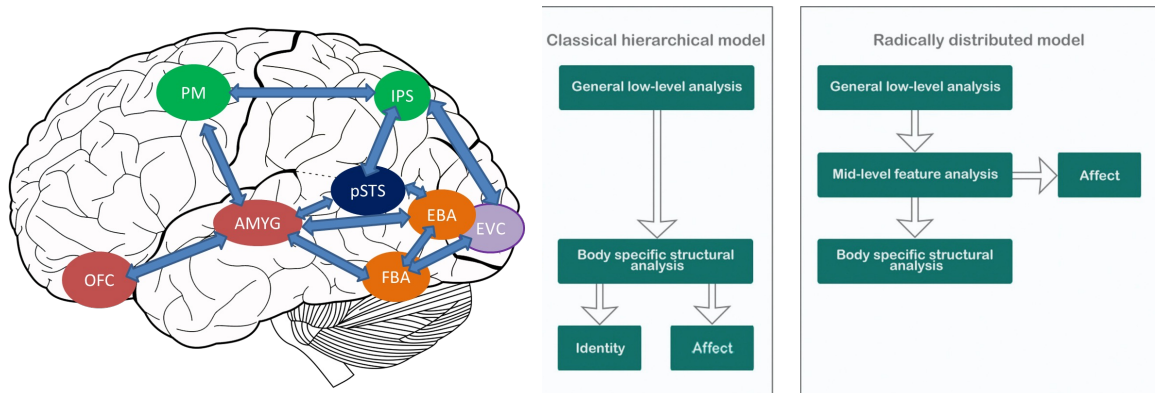 PM
IPS
pSTS
AMYG
EBA
EVC
OFC
FBA
Classical hierarchical model
General low-level analysis
Body specific structural
analysis
Identity
Affect
Radically distributed model
General low-level analysis
Mid-level feature analysis
Affect
Body specific structural
analysis